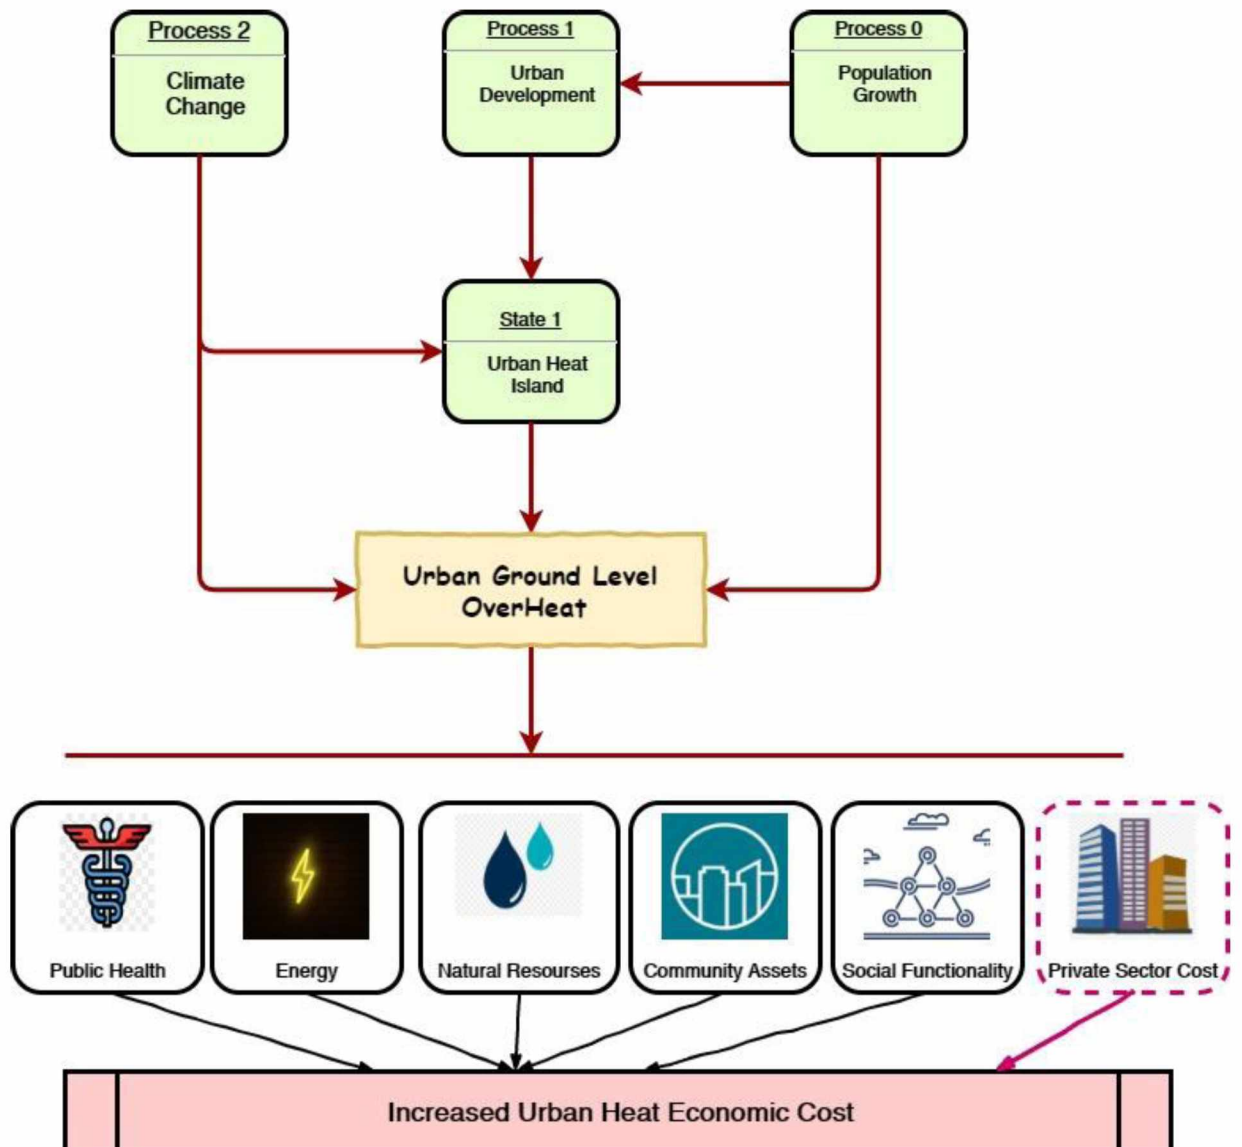 Process 2
Climate
Change
Process 1
Urban
Development
Process 0
Population
Growth
State 1
Urban Heat
Island
Urban Ground Level
OverHeat
Public Health
Energy
Natural Resourses
Community Assets
Social Functionality
Private Sector Cost
Increased Urban Heat Economic Cost